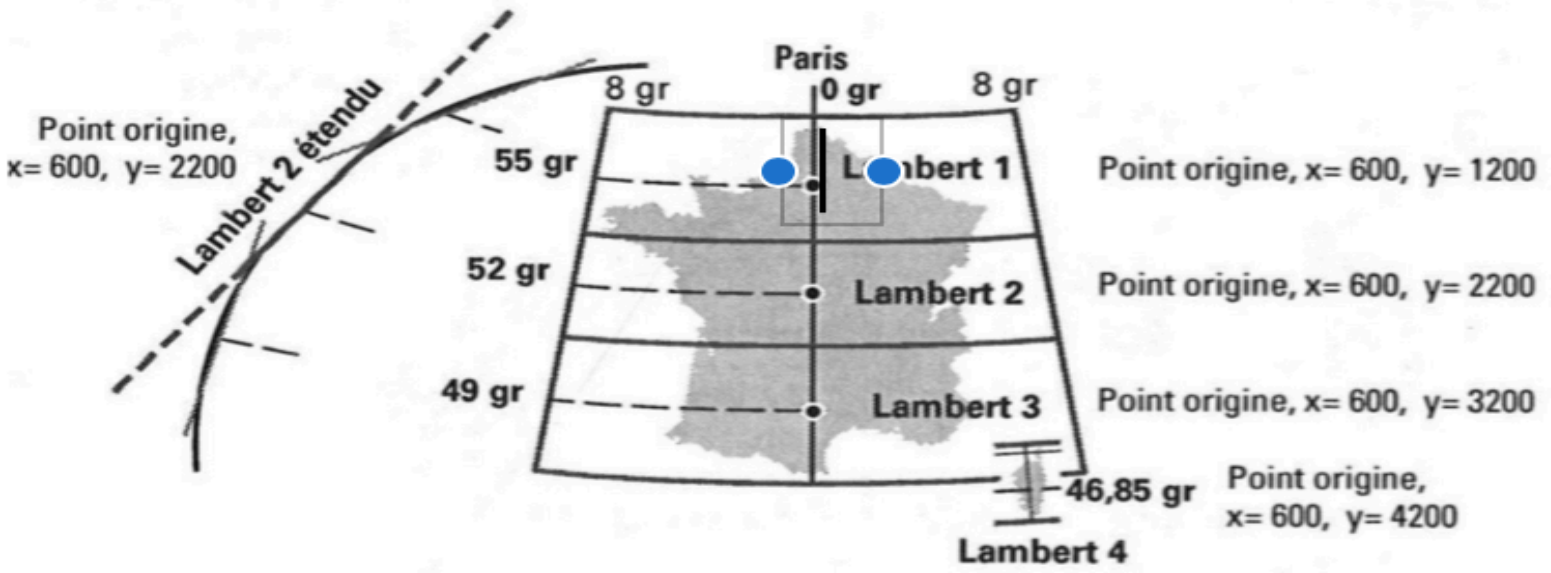 Paris
8 gr
0 gr
8 gr
Point origine,
x= 600, y= 2200
Lambert 2 étendu
55 gr
Lambert 1
Point origine, x= 600, y= 1200
52 gr
Lambert 2
Point origine, x= 600, y= 2200
49 gr
Lambert 3
Point origine, x= 600, y= 3200
46,85 gr
Point origine,
x= 600, y= 4200
Lambert 4